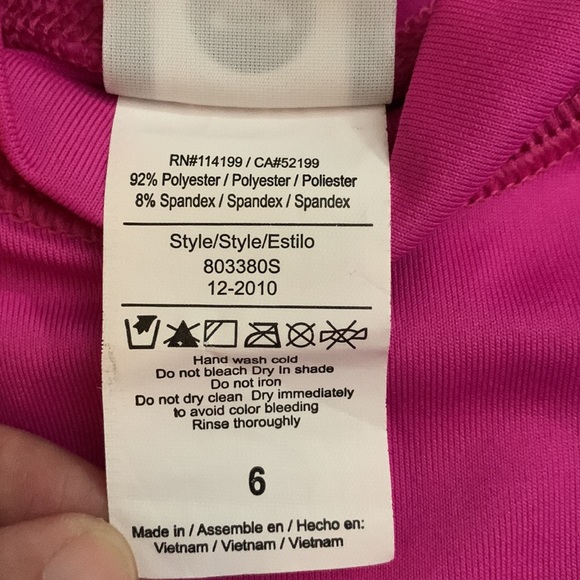 RN#114199 / CA#52199
92% Polyester / Polyester / Poliester
8% Spandex / Spandex / Spandex
Style/Style/Estilo
803380S
12-2010
Hand wash cold
Do not bleach Dry In shade
Do not iron
Do not dry clean Dry immediately
to avoid color bleeding
Rinse thoroughly
6
Made in / Assemble en / Hecho en:
Vietnam / Vietnam / Vietnam